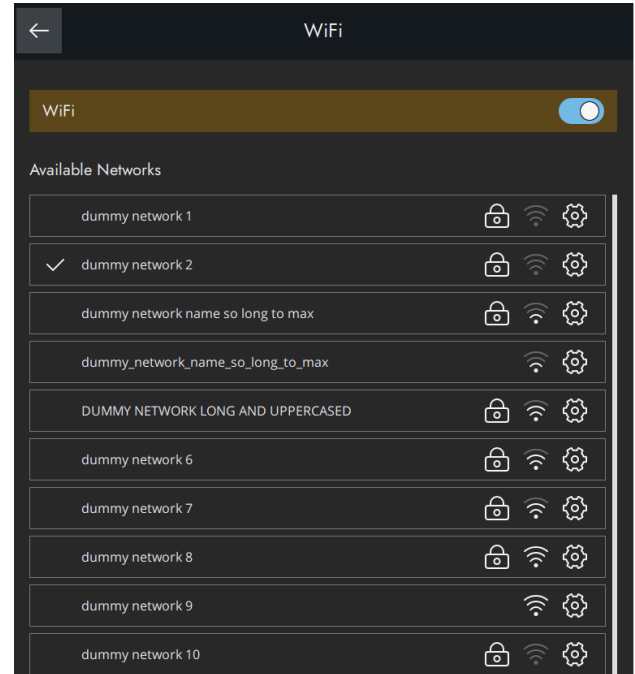 WiFi
WiFi
Available Networks
dummy network 1
dummy network 2
dummy network name so long to max
dummy_network_name_so_long_to_max
DUMMY NETWORK LONG AND UPPERCASED
dummy network 6
dummy network 7
dummy network 8
dummy network 9
dummy network 10